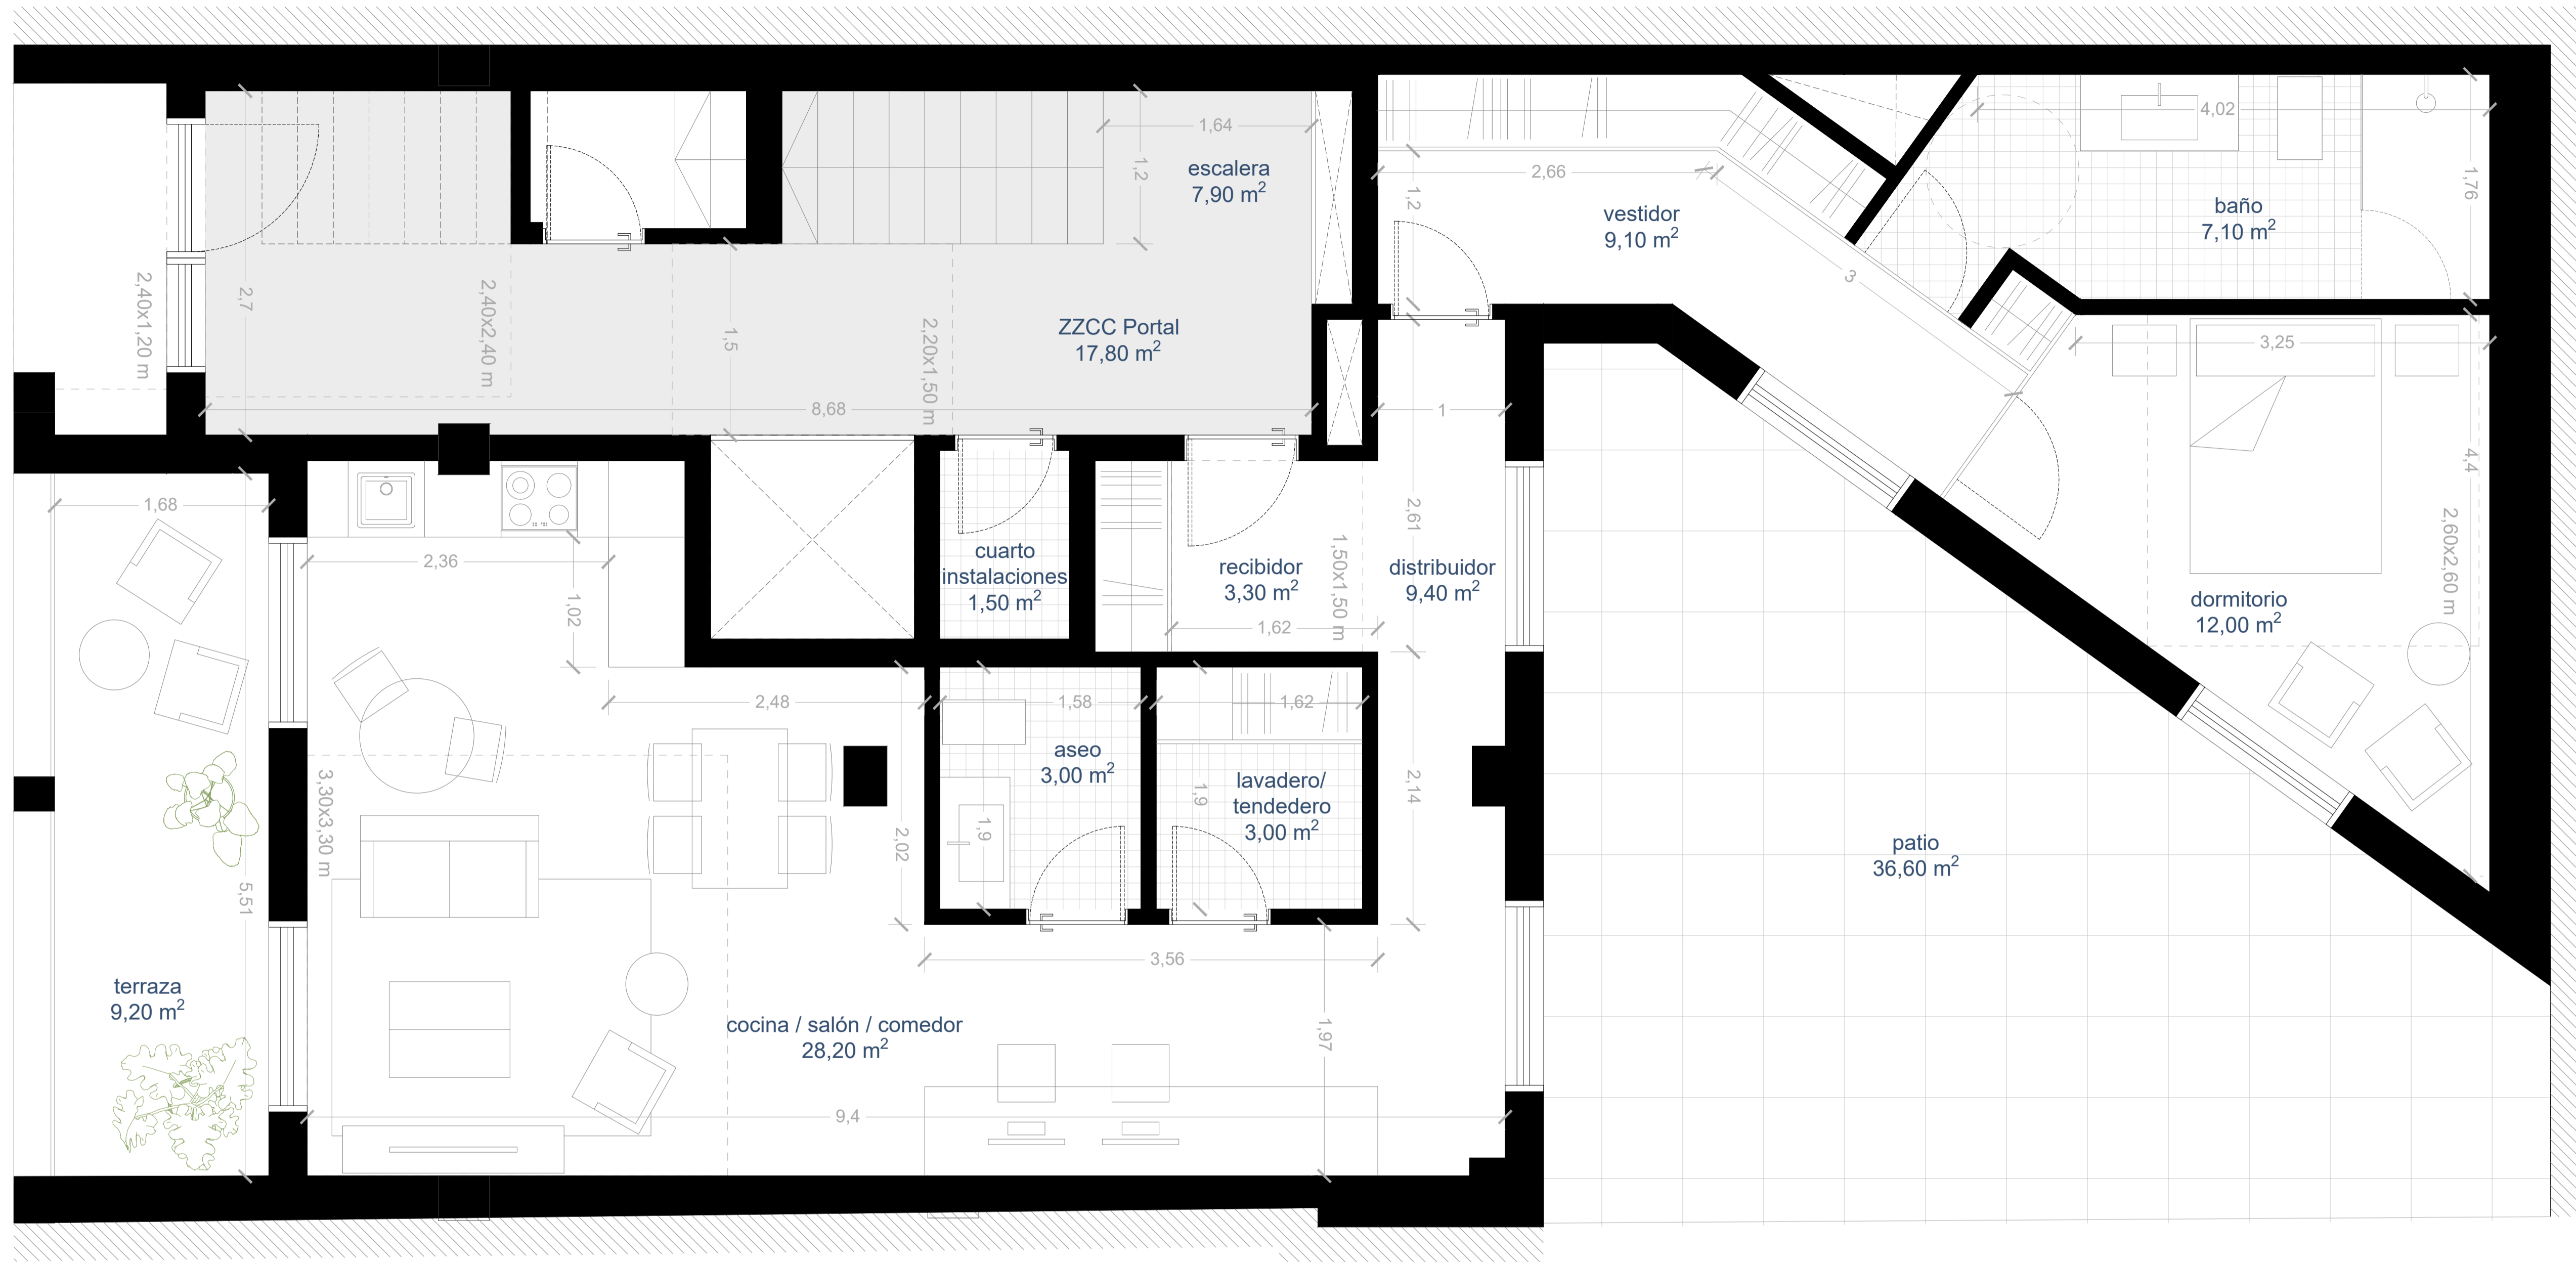 1,64
1,2
escalera
7,90 m²
2,66
1,2
vestidor
9,10 m²
3
4,02
1,76
baño
7,10 m²
2,40x1,20 m
2,7
2,40x2,40 m
1,5
2,20x1,50 m
ZZCC Portal
17,80 m²
8,68
1
3,25
4,4
2,60x2,60 m
dormitorio
12,00 m²
1,68
2,36
1,02
cuarto
instalaciones
1,50 m²
recibidor
3,30 m²
1,62
1,50x1,50 m
2,61
distribuidor
9,40 m²
2,48
1,58
1,62
aseo
3,00 m²
1,9
1,9
lavadero/
tendedero
3,00 m²
2,14
2,02
3,30x3,30 m
5,51
patio
36,60 m²
3,56
terraza
9,20 m²
cocina / salón / comedor
28,20 m²
1,97
9,4